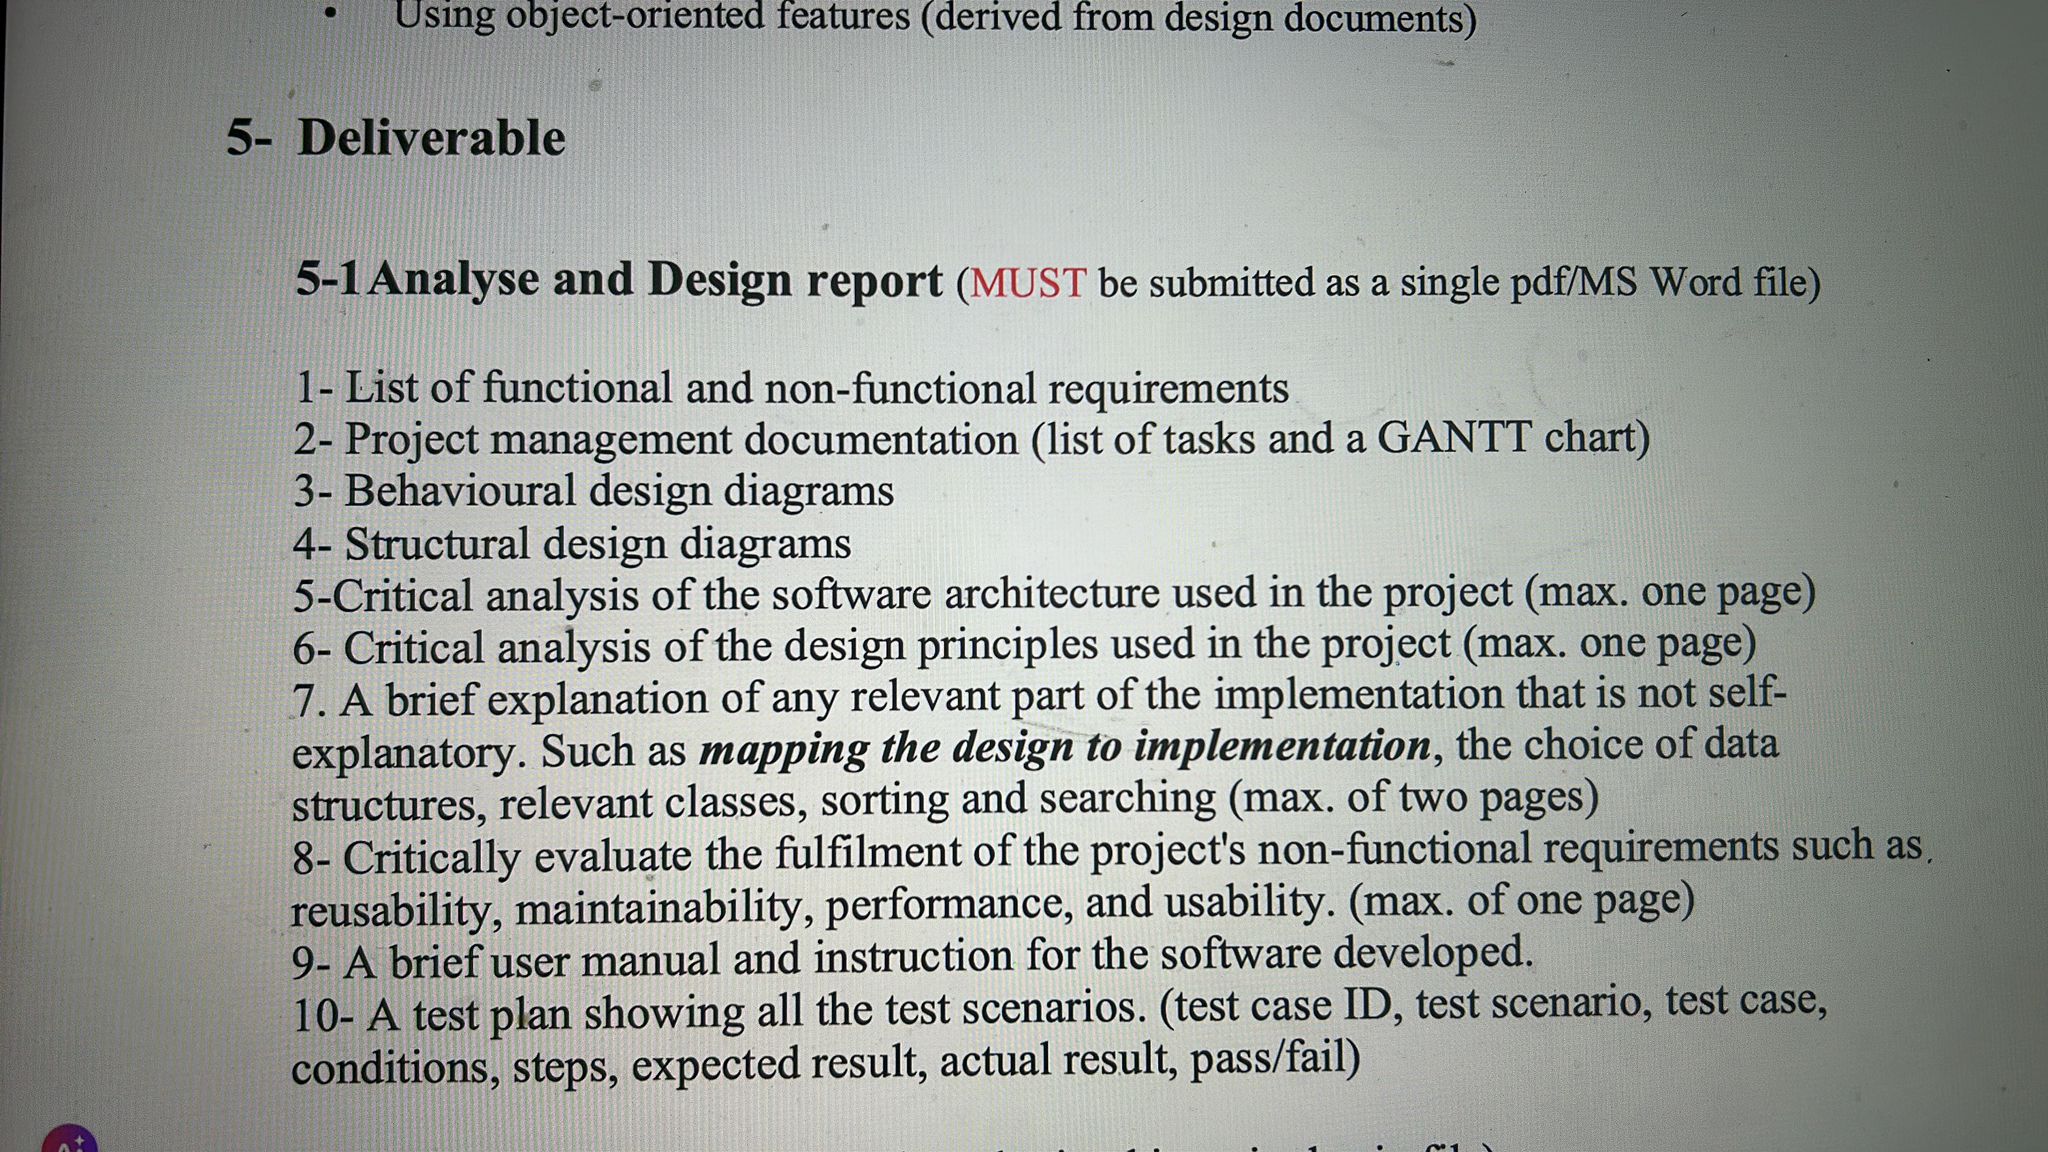 • Using object-oriented features (derived from design documents)
5- Deliverable
5-1 Analyse and Design report (MUST be submitted as a single pdf/MS Word file)
1- List of functional and non-functional requirements
2- Project management documentation (list of tasks and a GANTT chart)
3- Behavioural design diagrams
4- Structural design diagrams
5-Critical analysis of the software architecture used in the project (max. one page)
6- Critical analysis of the design principles used in the project (max. one page)
7. A brief explanation of any relevant part of the implementation that is not self-
explanatory. Such as mapping the design to implementation, the choice of data
structures, relevant classes, sorting and searching (max. of two pages)
8- Critically evaluate the fulfilment of the project's non-functional requirements such as
reusability, maintainability, performance, and usability. (max. of one page)
9- A brief user manual and instruction for the software developed.
10- A test plan showing all the test scenarios. (test case ID, test scenario, test case,
conditions, steps, expected result, actual result, pass/fail)